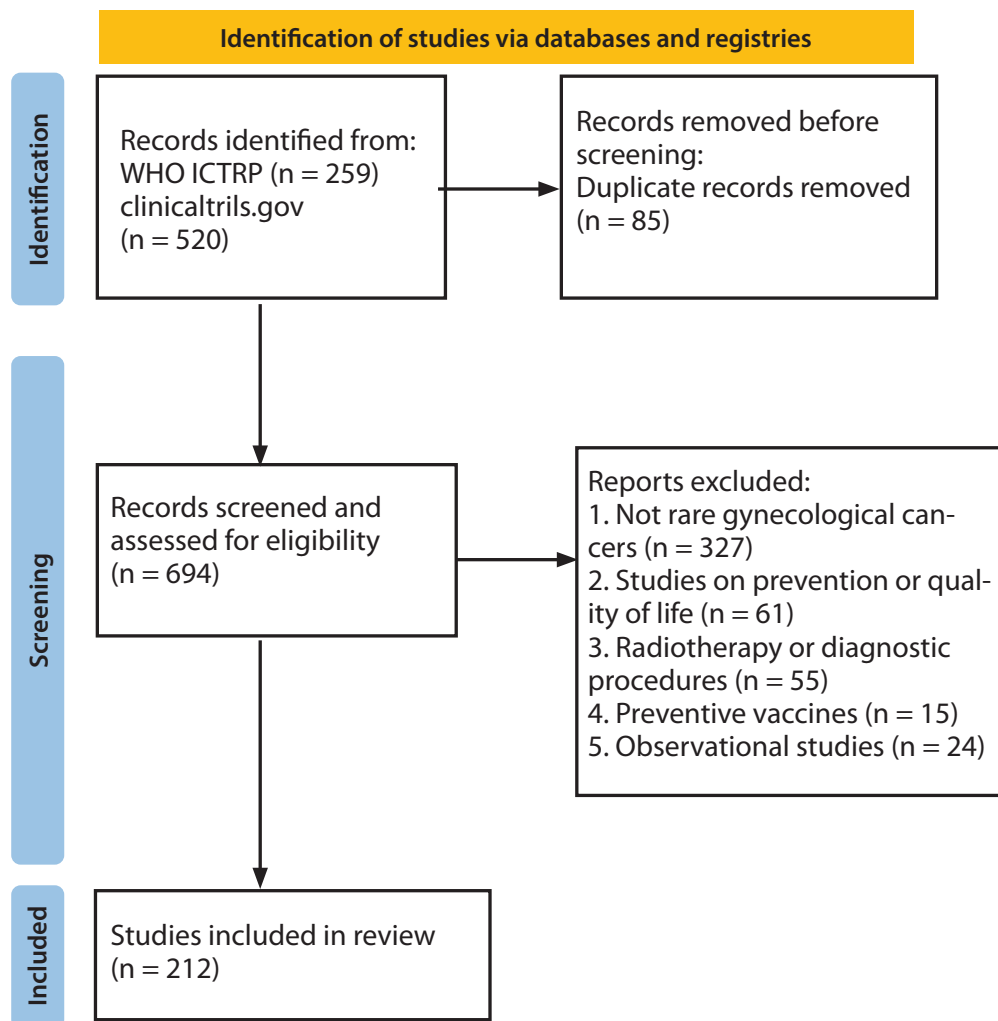 Identification of studies via databases and registries
Identification
Records identified from:
WHO ICTRP (n = 259)
clinicaltrils.gov
(n = 520)
Records removed before
screening:
Duplicate records removed
(n = 85)
Screening
Records screened and
assessed for eligibility
(n = 694)
Reports excluded:
1. Not rare gynecological can-
cers (n = 327)
2. Studies on prevention or qual-
ity of life (n = 61)
3. Radiotherapy or diagnostic
procedures (n = 55)
4. Preventive vaccines (n = 15)
5. Observational studies (n = 24)
Included
Studies included in review
(n = 212)